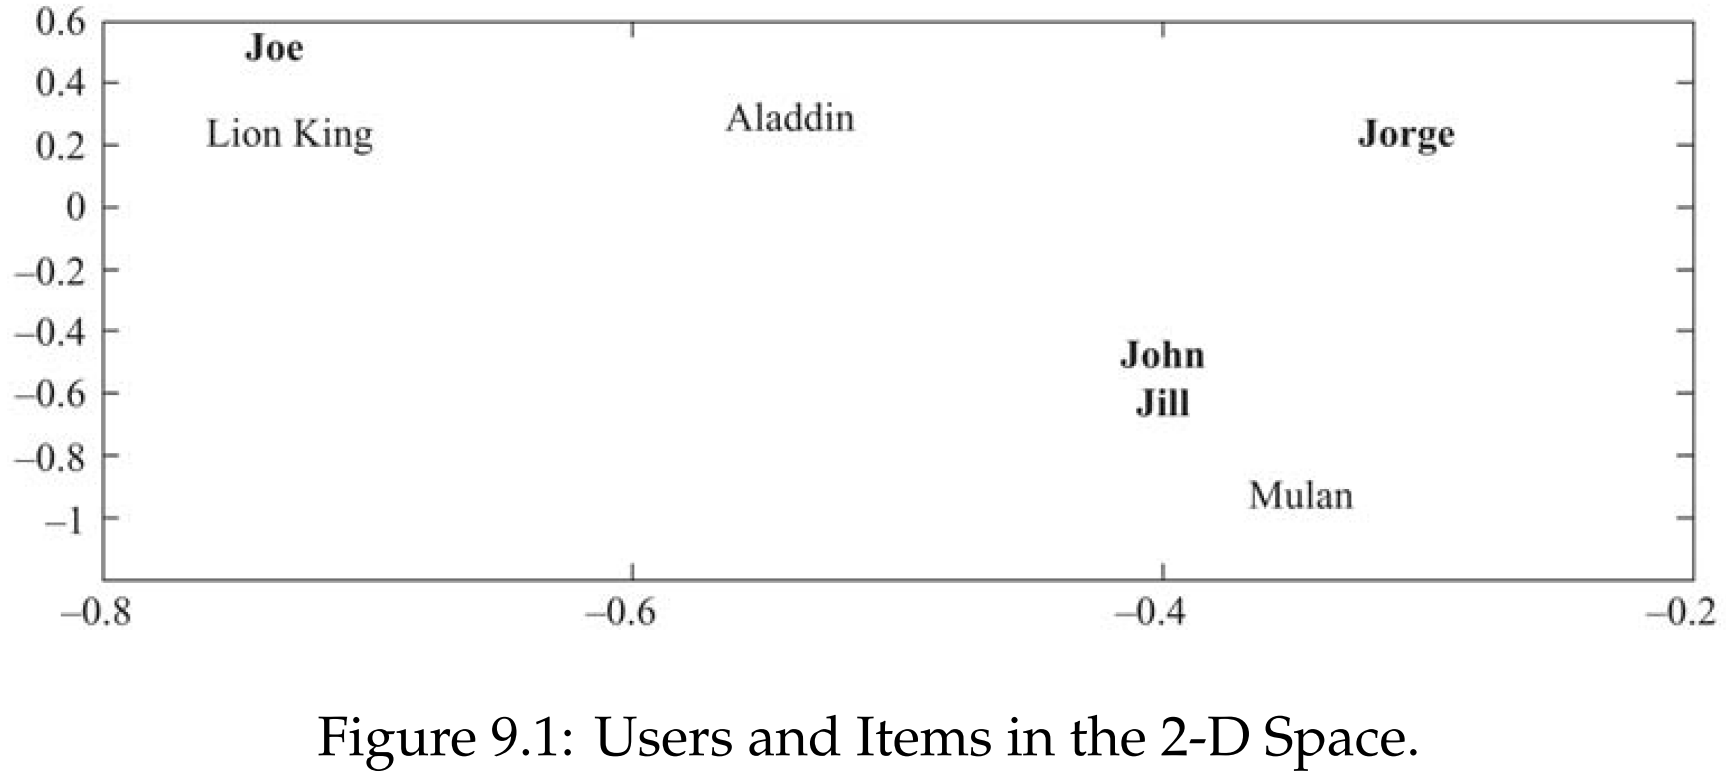 0.6
Joe
0.4
Lion King
Aladdin
Jorge
0.2
0
–0.2
–0.4
John
–0.6
Jill
–0.8
Mulan
–1
–0.8 –0.6 –0.4 –0.2
Figure 9.1: Users and Items in the 2-D Space.